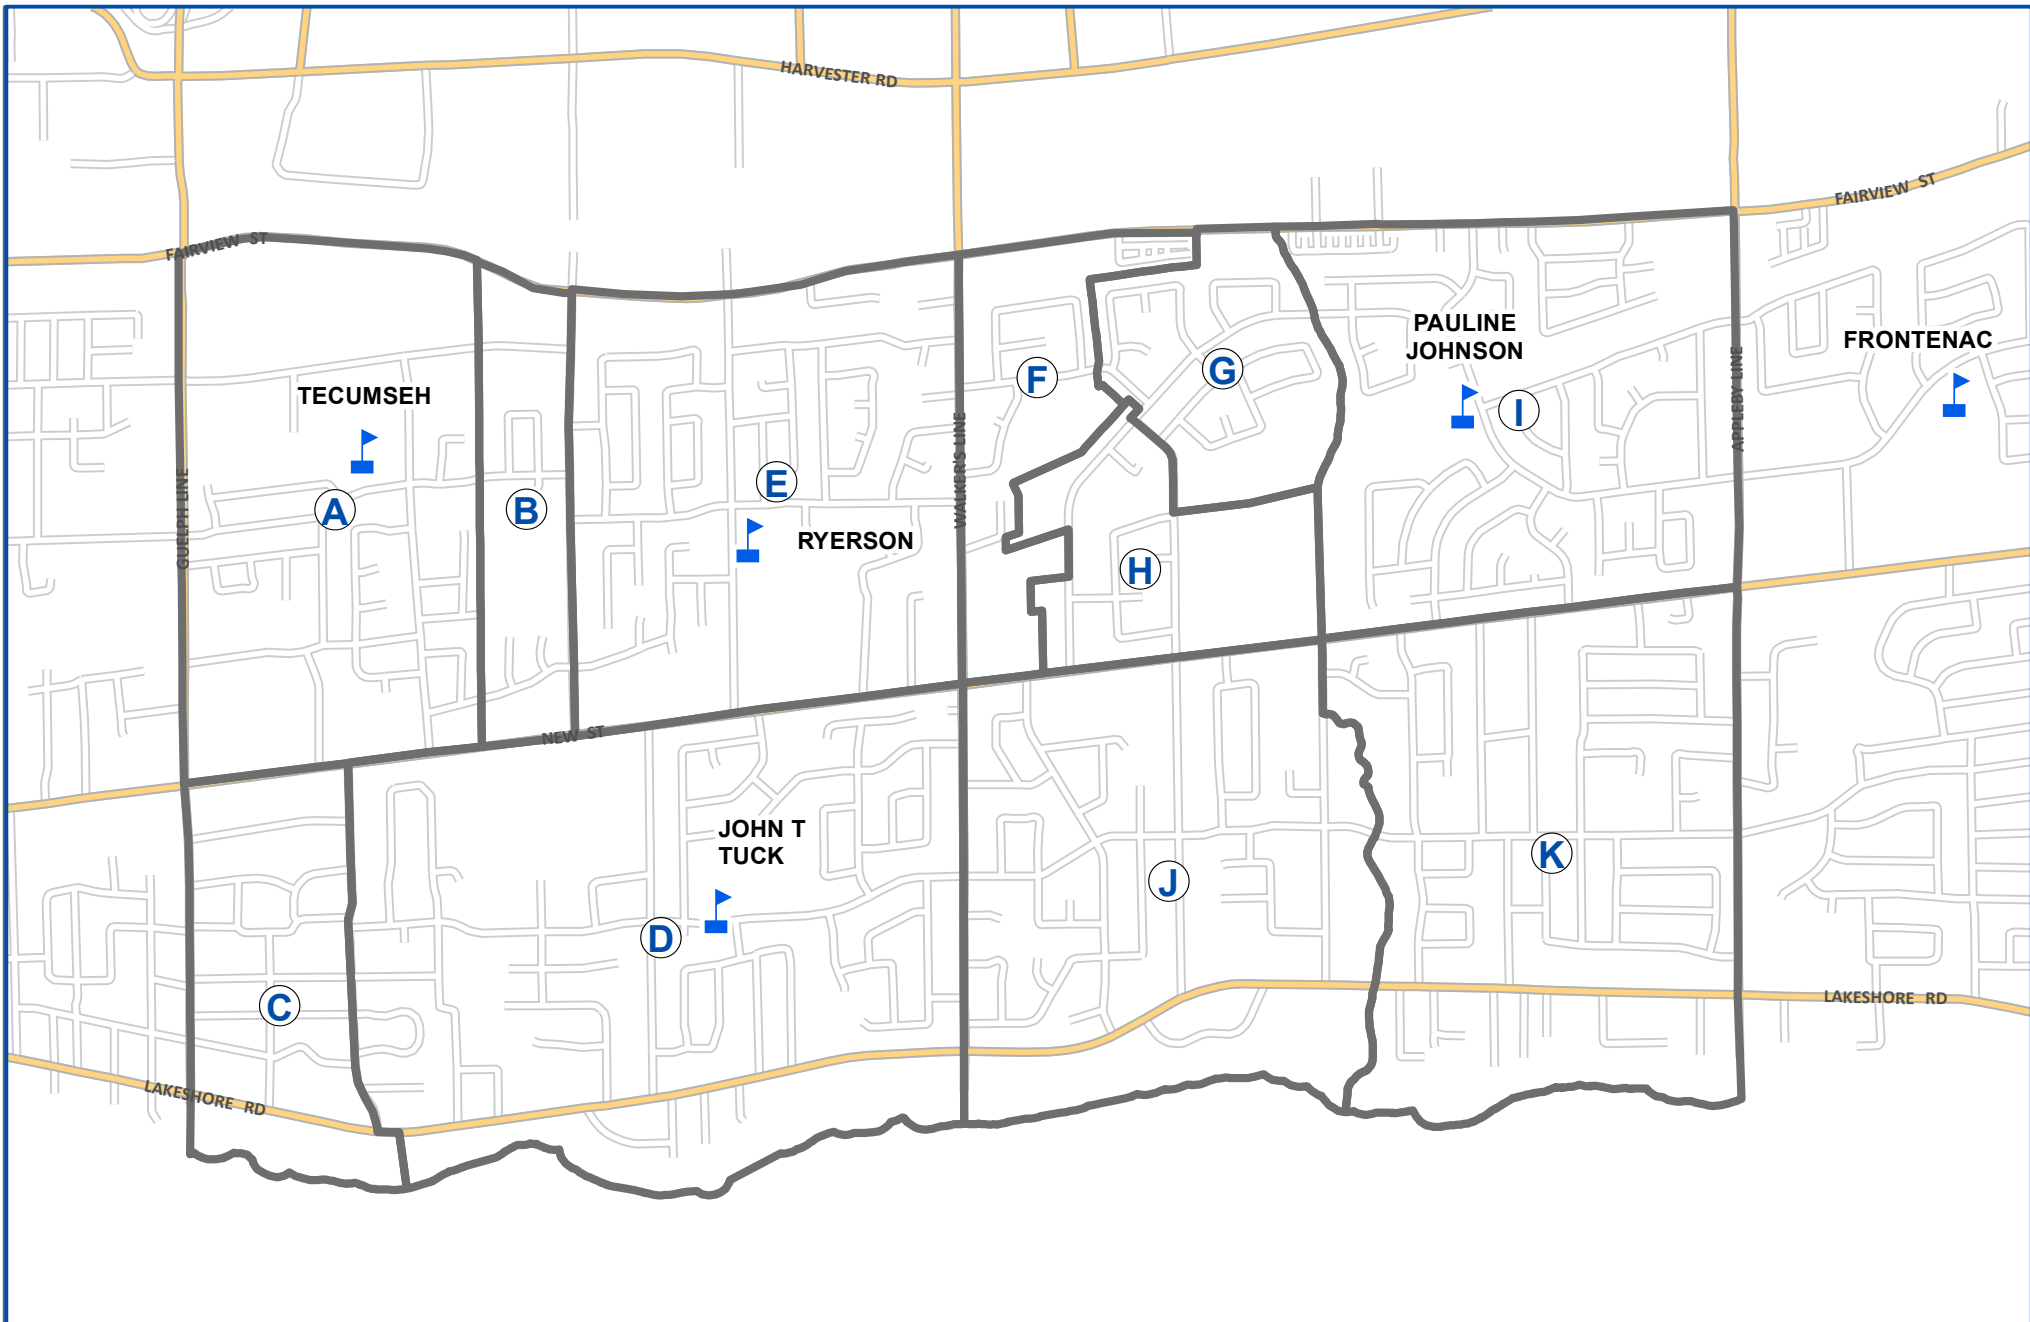 HARVESTER RD
FAIRVIEW ST
FAIRVIEW ST
PAULINE
JOHNSON
FRONTENAC
TECUMSEH
F
G
I
APPLEBY LINE
WALKER'S LINE
GUELPH LINE
A
B
E
RYERSON
H
NEW ST
JOHN T
TUCK
K
J
D
C
LAKESHORE RD
LAKESHORE RD